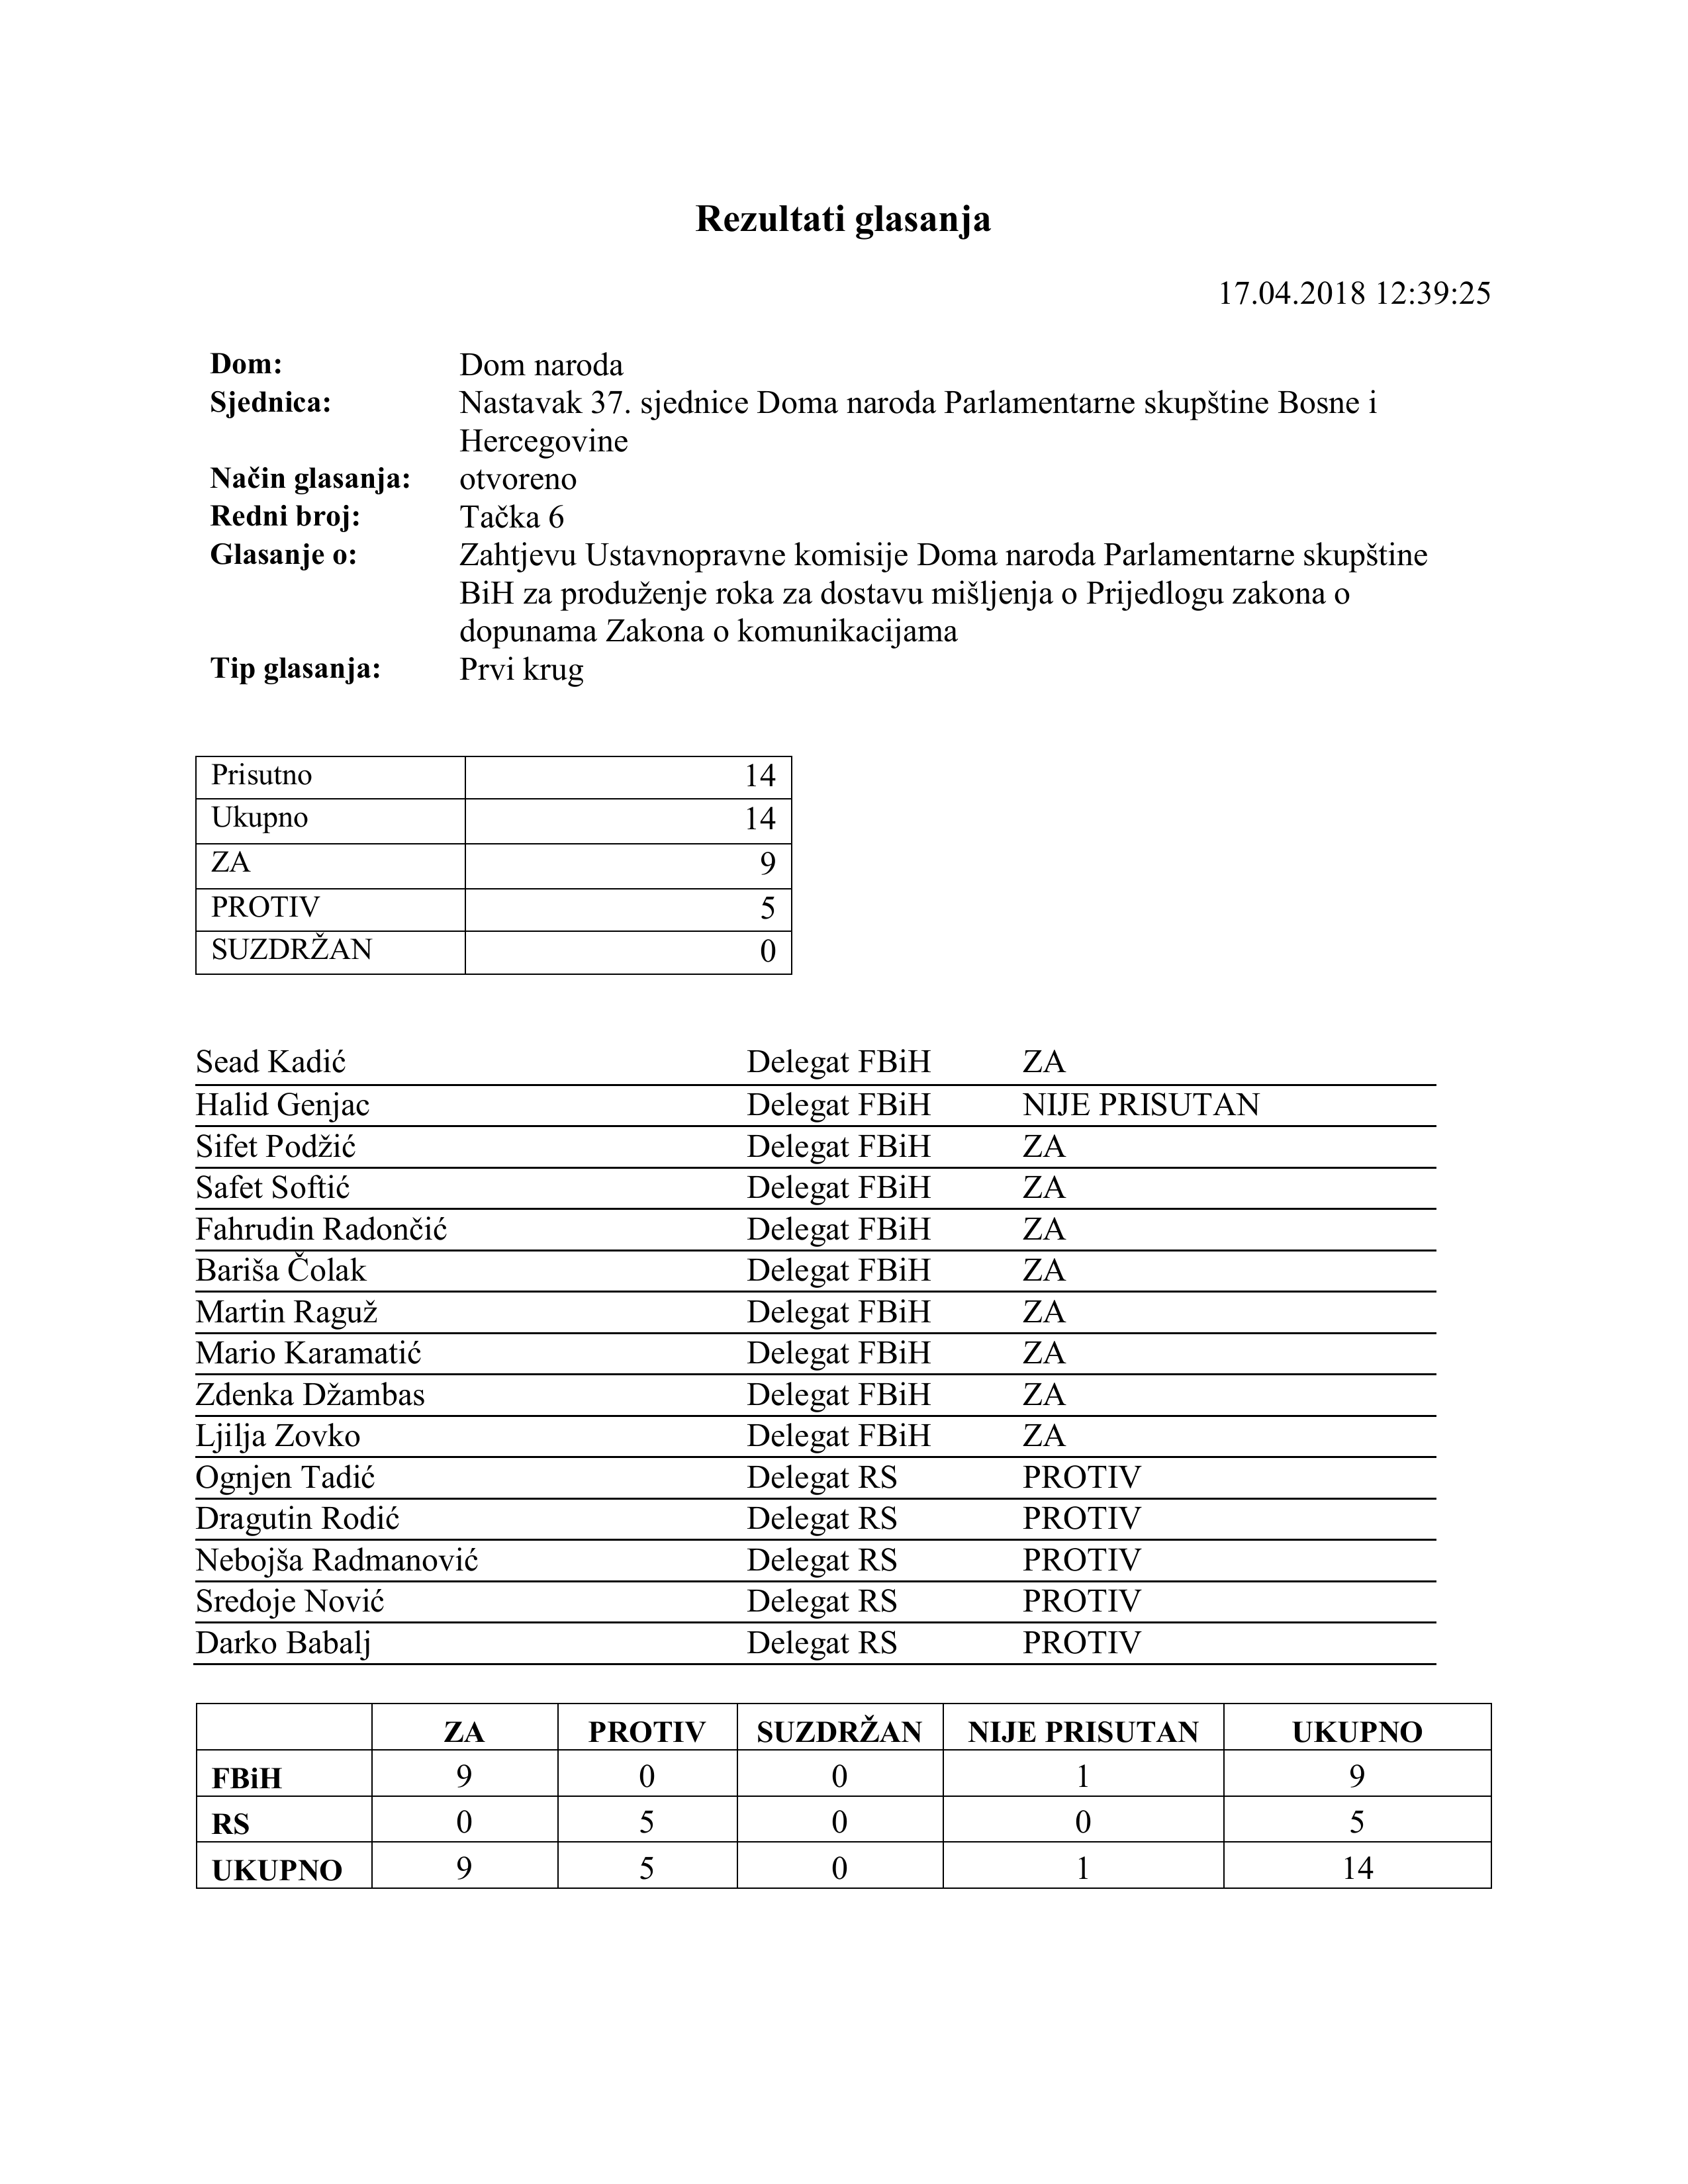 Rezultati glasanja
17.04.2018 12:39:25
Dom: Dom naroda
Sjednica: Nastavak 37. sjednice Doma naroda Parlamentarne skupštine Bosne i
Hercegovine
Način glasanja: otvoreno
Redni broj: Tačka 6
Glasanje o: Zahtjevu Ustavnopravne komisije Doma naroda Parlamentarne skupštine
BiH za produženje roka za dostavu mišljenja o Prijedlogu zakona o
dopunama Zakona o komunikacijama
Tip glasanja: Prvi krug
Prisutno 14
Ukupno 14
ZA 9
PROTIV 5
SUZDRŽAN 0
Sead Kadić Delegat FBiH ZA
Halid Genjac Delegat FBiH NIJE PRISUTAN
Sifet Podžić Delegat FBiH ZA
Safet Softić Delegat FBiH ZA
Fahrudin Radončić Delegat FBiH ZA
Bariša Čolak Delegat FBiH ZA
Martin Raguž Delegat FBiH ZA
Mario Karamatić Delegat FBiH ZA
Zdenka Džambas Delegat FBiH ZA
Ljilja Zovko Delegat FBiH ZA
Ognjen Tadić Delegat RS PROTIV
Dragutin Rodić Delegat RS PROTIV
Nebojša Radmanović Delegat RS PROTIV
Sredoje Nović Delegat RS PROTIV
Darko Babalj Delegat RS PROTIV
ZA PROTIV SUZDRŽAN NIJE PRISUTAN UKUPNO
FBiH 9 0 0 1 9
RS 0 5 0 0 5
UKUPNO 9 5 0 1 14